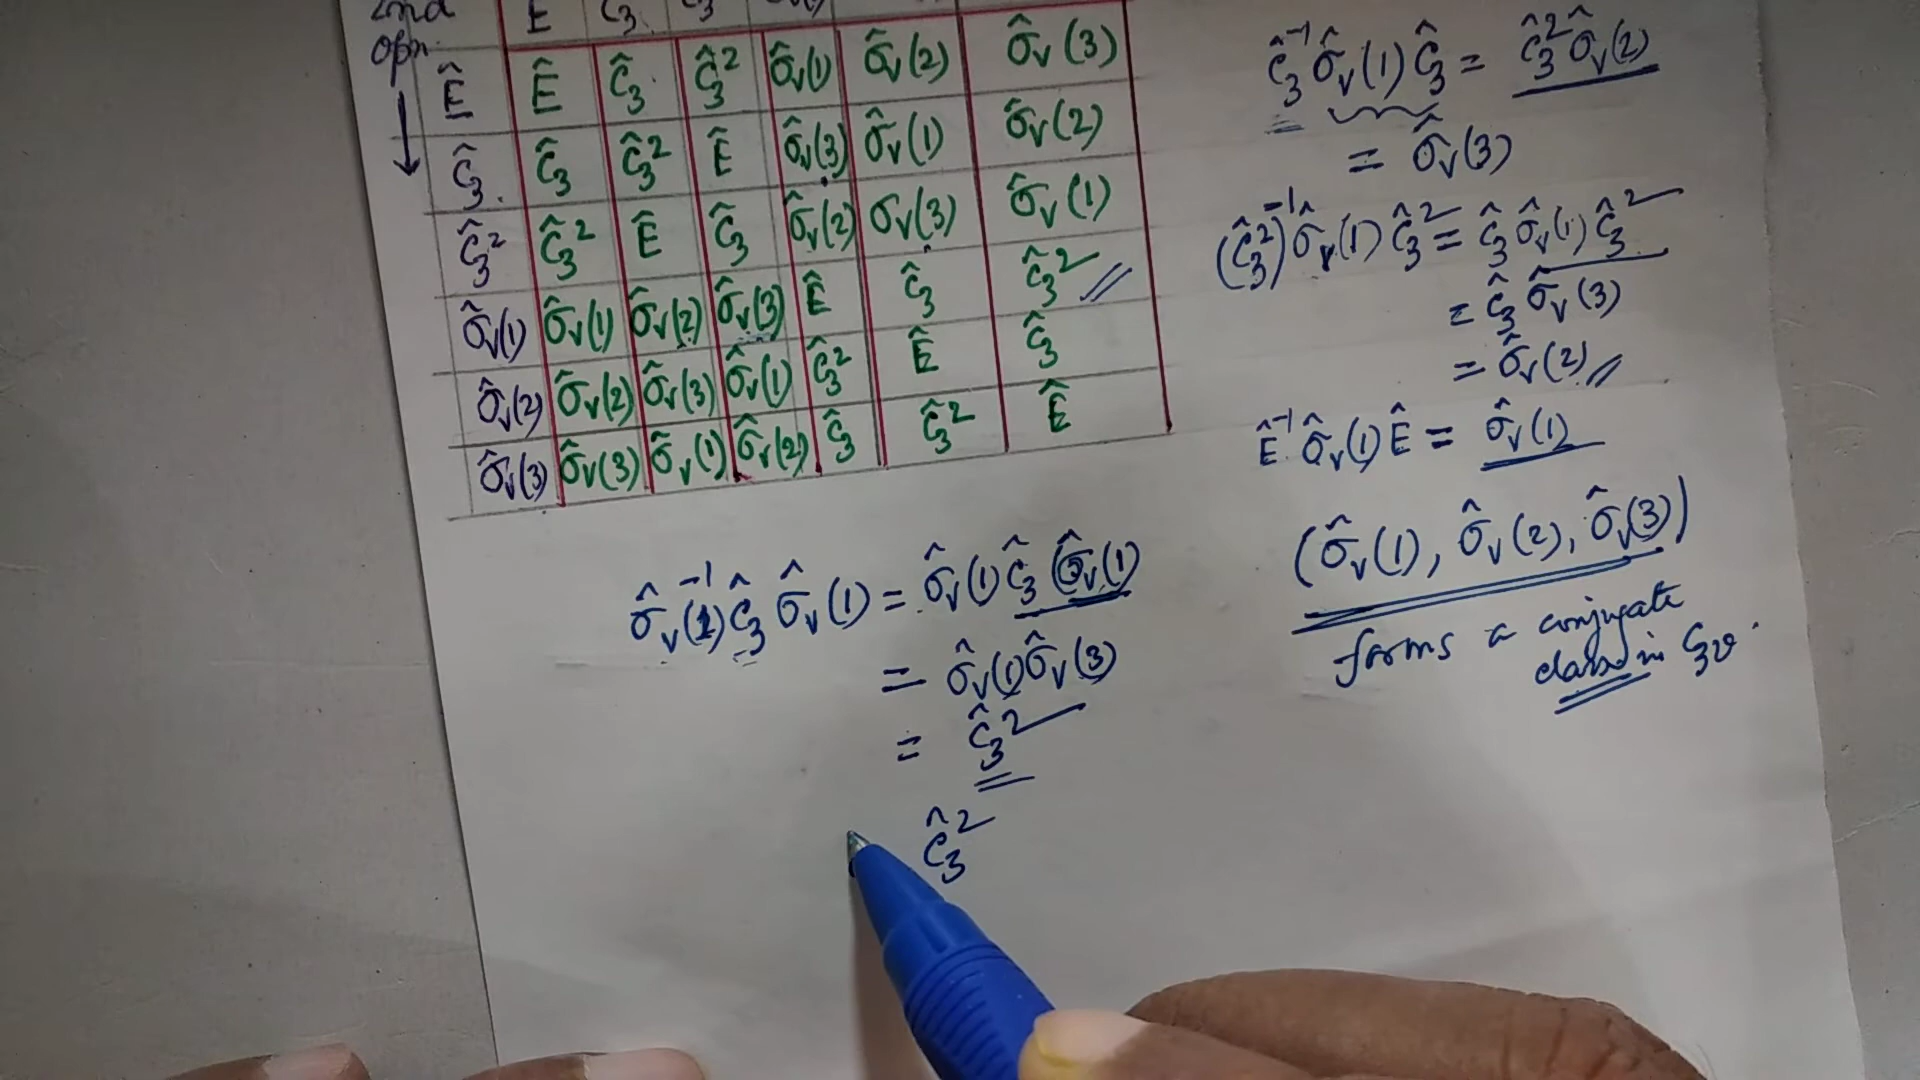 2nd Ê Ĉ₃
opn.
Ê Ê Ĉ₃ Ĉ₃² σ̂ᵥ(1) σ̂ᵥ(2) σ̂ᵥ(3)
Ĉ₃ Ĉ₃ Ĉ₃² Ê σ̂ᵥ(3) σ̂ᵥ(1) σ̂ᵥ(2)
Ĉ₃² Ĉ₃² Ê Ĉ₃ σ̂ᵥ(2) σᵥ(3) σ̂ᵥ(1)
σ̂ᵥ(1) σ̂ᵥ(1) σ̂ᵥ(2) σ̂ᵥ(3) Ê Ĉ₃ Ĉ₃²
σ̂ᵥ(2) σ̂ᵥ(2) σ̂ᵥ(3) σ̂ᵥ(1) Ĉ₃² Ê Ĉ₃
σ̂ᵥ(3) σ̂ᵥ(3) σ̂ᵥ(1) σ̂ᵥ(2) Ĉ₃ Ĉ₃² Ê
Ĉ₃⁻¹ σ̂ᵥ(1) Ĉ₃ = Ĉ₃² σ̂ᵥ(2)
= σ̂ᵥ(3)
(Ĉ₃²)⁻¹ σ̂ᵥ(1) Ĉ₃² = Ĉ₃ σ̂ᵥ(1) Ĉ₃²
= Ĉ₃ σ̂ᵥ(3)
= σ̂ᵥ(2)
Ê⁻¹ σ̂ᵥ(1) Ê = σ̂ᵥ(1)
(σ̂ᵥ(1), σ̂ᵥ(2), σ̂ᵥ(3))
forms a conjugate
class in C₃ᵥ.
σ̂ᵥ⁻¹(1) Ĉ₃ σ̂ᵥ(1) = σ̂ᵥ(1) Ĉ₃ (σ̂ᵥ(1)
= σ̂ᵥ(1) σ̂ᵥ(3)
= Ĉ₃²
Ĉ₃²